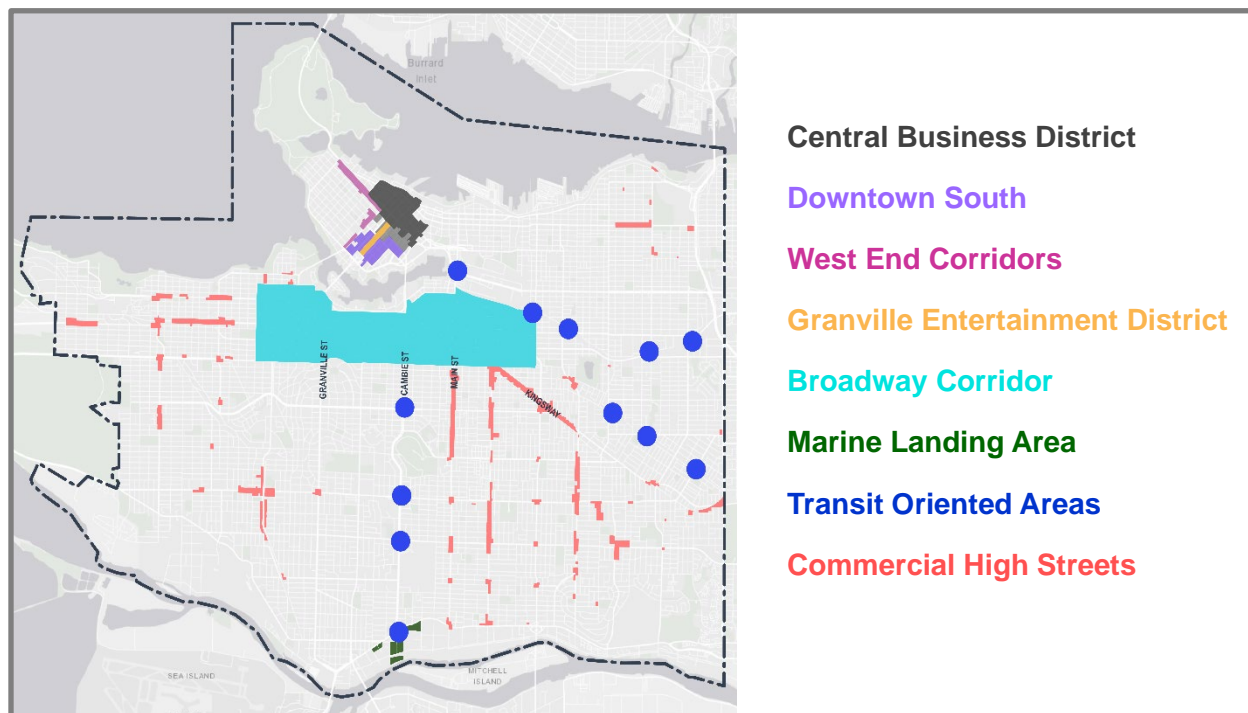 Burrard
Inlet
GRANVILLE ST
CAMBIE ST
MAIN ST
KINGSWAY
SEA ISLAND
MITCHELL
ISLAND
Central Business District
Downtown South
West End Corridors
Granville Entertainment District
Broadway Corridor
Marine Landing Area
Transit Oriented Areas
Commercial High Streets